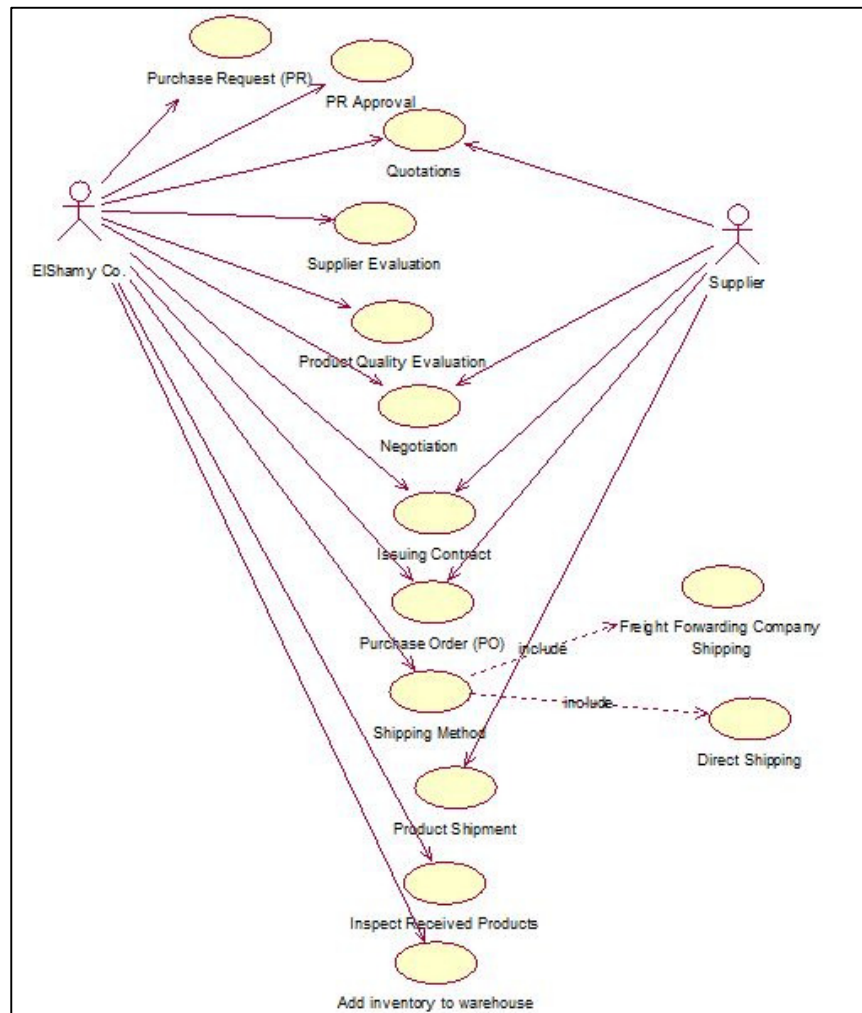 Purchase Request (PR)
PR Approval
Quotations
ElShamy Co.
Supplier Evaluation
Supplier
Product Quality Evaluation
Negotiation
Issuing Contract
Purchase Order (PO)
include
Freight Forwarding Company
Shipping
Shipping Method
include
Direct Shipping
Product Shipment
Inspect Received Products
Add inventory to warehouse